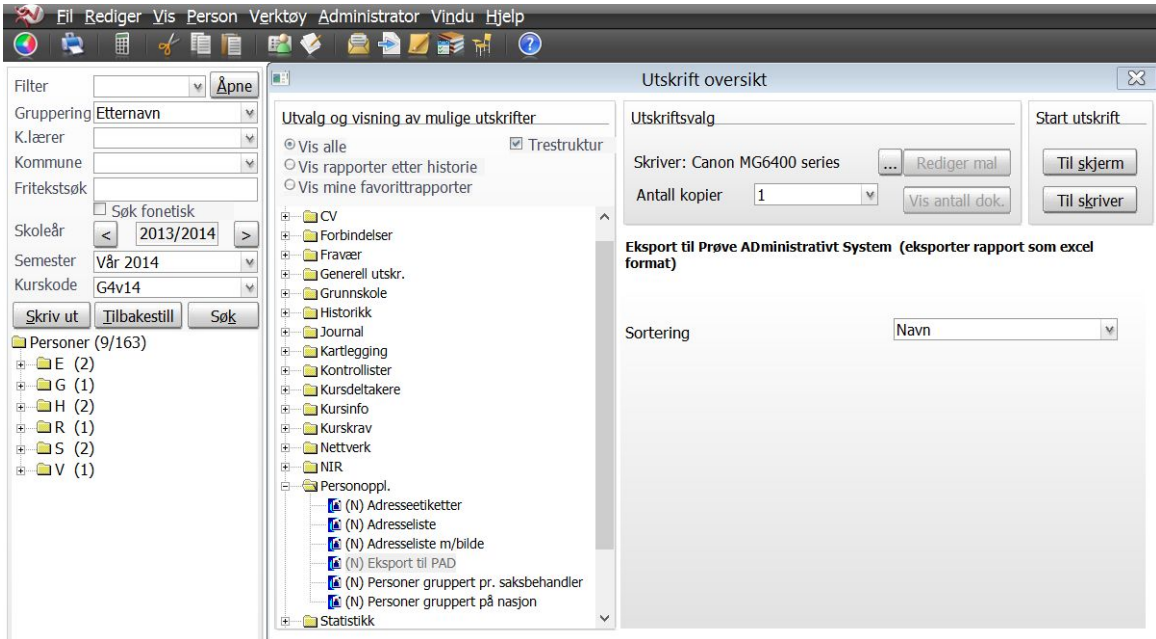 Fil Rediger Vis Person Verktøy Administrator Vindu Hjelp
Filter
Åpne
Gruppering Etternavn
K.lærer
Kommune
Fritekstsøk
Søk fonetisk
Skoleår < 2013/2014 >
Semester Vår 2014
Kurskode G4v14
Skriv ut Tilbakestill Søk
Personer (9/163)
E (2)
G (1)
H (2)
R (1)
S (2)
V (1)
Utskrift oversikt
Utvalg og visning av mulige utskrifter
Vis alle Trestruktur
Vis rapporter etter historie
Vis mine favorittrapporter
CV
Forbindelser
Fravær
Generell utskr.
Grunnskole
Historikk
Journal
Kartlegging
Kontrollister
Kursdeltakere
Kursinfo
Kurskrav
Nettverk
NIR
Personoppl.
(N) Adresseetiketter
(N) Adresseliste
(N) Adresseliste m/bilde
(N) Eksport til PAD
(N) Personer gruppert pr. saksbehandler
(N) Personer gruppert på nasjon
Statistikk
Utskriftsvalg
Skriver: Canon MG6400 series ... Rediger mal
Antall kopier 1 Vis antall dok.
Start utskrift
Til skjerm
Til skriver
Eksport til Prøve ADministrativt System (eksporter rapport som excel
format)
Sortering Navn